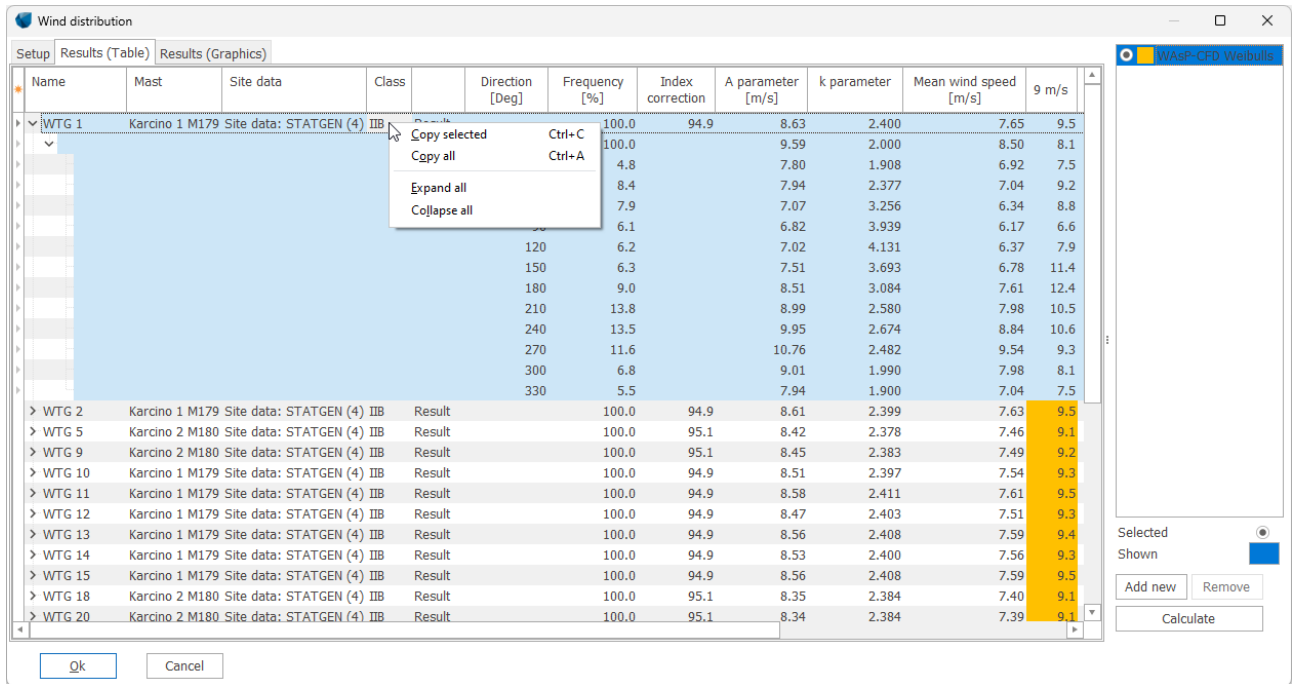 Wind distribution
Setup Results (Table) Results (Graphics)
WAsP-CFD Weibulls
Name Mast Site data Class Direction [Deg] Frequency [%] Index correction A parameter [m/s] k parameter Mean wind speed [m/s] 9 m/s
WTG 1 Karcino 1 M179 Site data: STATGEN (4) IIB Result 100.0 94.9 8.63 2.400 7.65 9.5
Copy selected Ctrl+C
Copy all Ctrl+A
Expand all
Collapse all
100.0 9.59 2.000 8.50 8.1
4.8 7.80 1.908 6.92 7.5
8.4 7.94 2.377 7.04 9.2
7.9 7.07 3.256 6.34 8.8
6.1 6.82 3.939 6.17 6.6
120 6.2 7.02 4.131 6.37 7.9
150 6.3 7.51 3.693 6.78 11.4
180 9.0 8.51 3.084 7.61 12.4
210 13.8 8.99 2.580 7.98 10.5
240 13.5 9.95 2.674 8.84 10.6
270 11.6 10.76 2.482 9.54 9.3
300 6.8 9.01 1.990 7.98 8.1
330 5.5 7.94 1.900 7.04 7.5
WTG 2 Karcino 1 M179 Site data: STATGEN (4) IIB Result 100.0 94.9 8.61 2.399 7.63 9.5
WTG 5 Karcino 2 M180 Site data: STATGEN (4) IIB Result 100.0 95.1 8.42 2.378 7.46 9.1
WTG 9 Karcino 2 M180 Site data: STATGEN (4) IIB Result 100.0 95.1 8.45 2.383 7.49 9.2
WTG 10 Karcino 1 M179 Site data: STATGEN (4) IIB Result 100.0 94.9 8.51 2.397 7.54 9.3
WTG 11 Karcino 1 M179 Site data: STATGEN (4) IIB Result 100.0 94.9 8.58 2.411 7.61 9.5
WTG 12 Karcino 1 M179 Site data: STATGEN (4) IIB Result 100.0 94.9 8.47 2.403 7.51 9.3
WTG 13 Karcino 1 M179 Site data: STATGEN (4) IIB Result 100.0 94.9 8.56 2.408 7.59 9.4
WTG 14 Karcino 1 M179 Site data: STATGEN (4) IIB Result 100.0 94.9 8.53 2.400 7.56 9.3
WTG 15 Karcino 1 M179 Site data: STATGEN (4) IIB Result 100.0 94.9 8.56 2.408 7.59 9.5
WTG 18 Karcino 2 M180 Site data: STATGEN (4) IIB Result 100.0 95.1 8.35 2.384 7.40 9.1
WTG 20 Karcino 2 M180 Site data: STATGEN (4) IIB Result 100.0 95.1 8.34 2.384 7.39 9.1
Selected
Shown
Add new Remove
Calculate
Ok Cancel